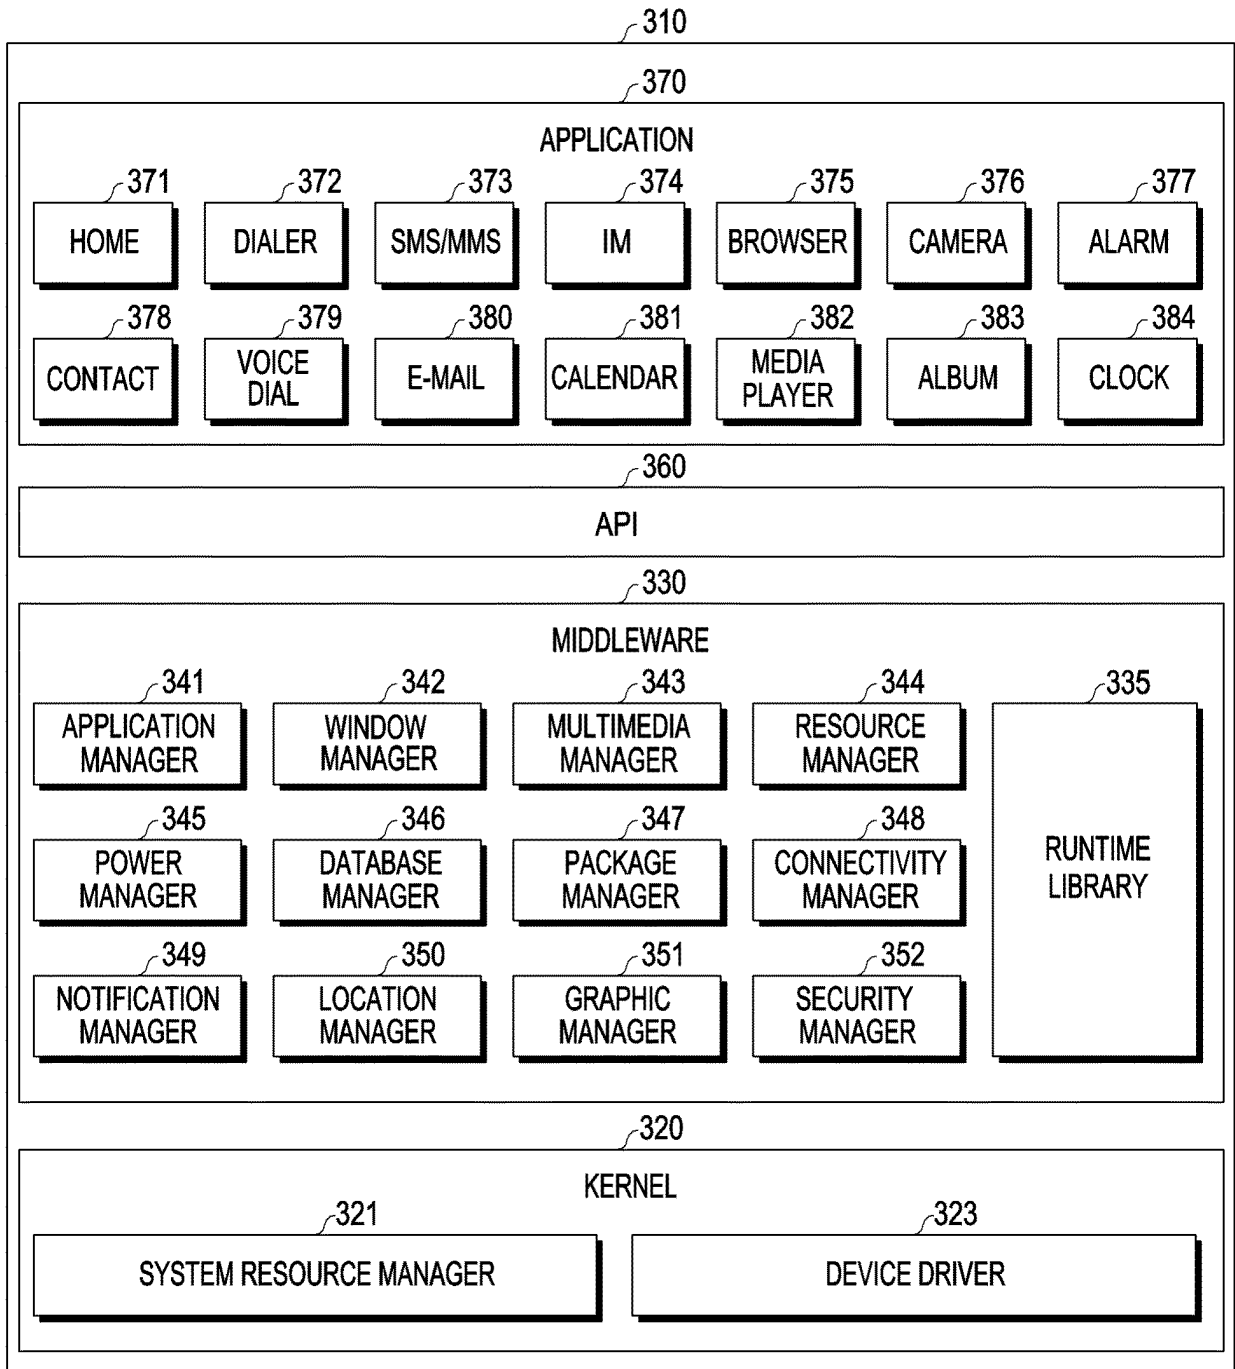 310
370
APPLICATION
371 372 373 374 375 376 377
HOME DIALER SMS/MMS IM BROWSER CAMERA ALARM
378 379 380 381 382 383 384
CONTACT VOICE DIAL E-MAIL CALENDAR MEDIA PLAYER ALBUM CLOCK
360
API
330
MIDDLEWARE
341 342 343 344 335
APPLICATION MANAGER WINDOW MANAGER MULTIMEDIA MANAGER RESOURCE MANAGER
345 346 347 348
POWER MANAGER DATABASE MANAGER PACKAGE MANAGER CONNECTIVITY MANAGER RUNTIME LIBRARY
349 350 351 352
NOTIFICATION MANAGER LOCATION MANAGER GRAPHIC MANAGER SECURITY MANAGER
320
KERNEL
321 323
SYSTEM RESOURCE MANAGER DEVICE DRIVER